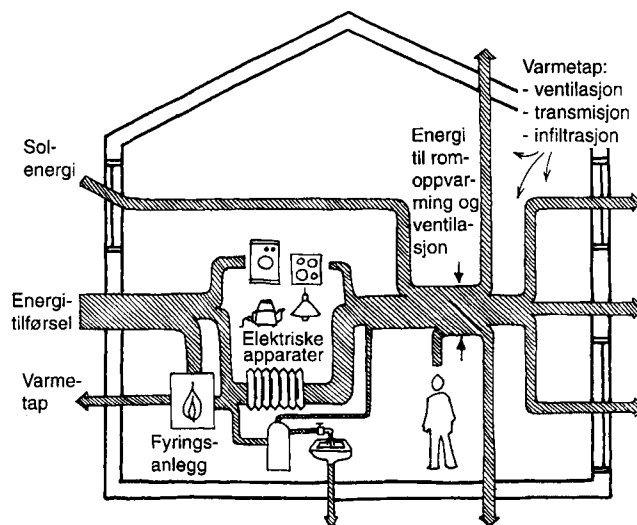 Varmetap:
- ventilasjon
- transmisjon
- infiltrasjon
Energi
til rom-
oppvar-
ming og
ventila-
sjon
Sol-
energi
Energi-
tilførsel
Elektriske
apparater
Varme-
tap
Fyrings-
anlegg